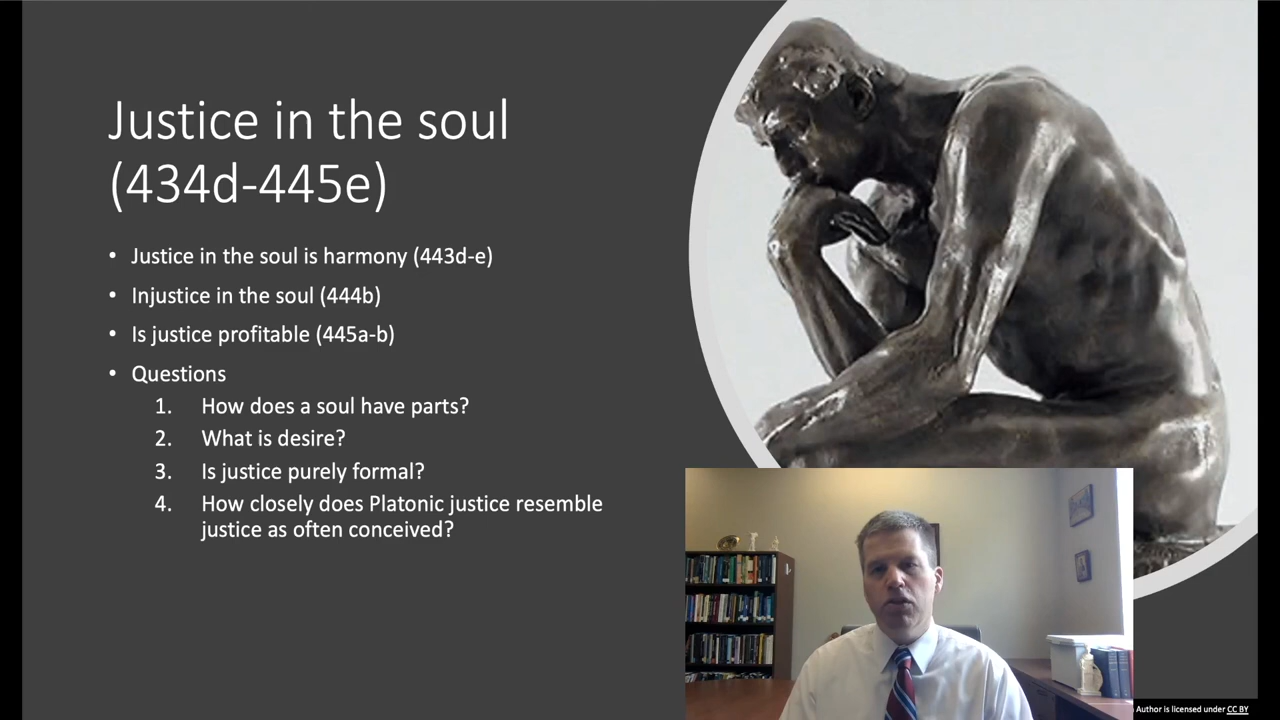 Justice in the soul
(434d-445e)
• Justice in the soul is harmony (443d-e)
• Injustice in the soul (444b)
• Is justice profitable (445a-b)
• Questions
1. How does a soul have parts?
2. What is desire?
3. Is justice purely formal?
4. How closely does Platonic justice resemble
justice as often conceived?
Author is licensed under CC BY